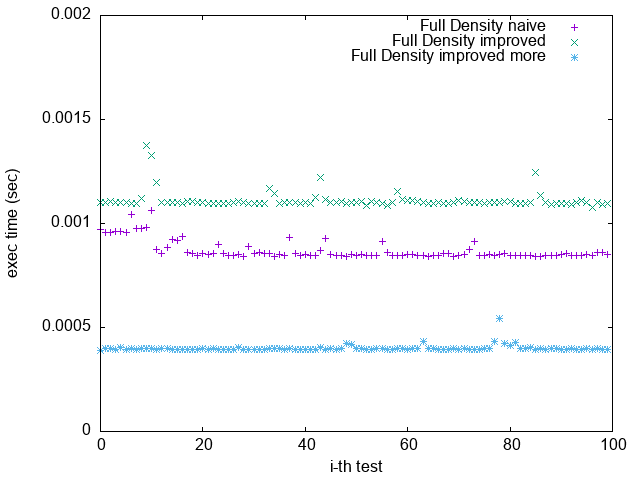 0.002
Full Density naive
Full Density improved
Full Density improved more
0.0015
0.001
0.0005
0
exec time (sec)
0 20 40 60 80 100
i-th test